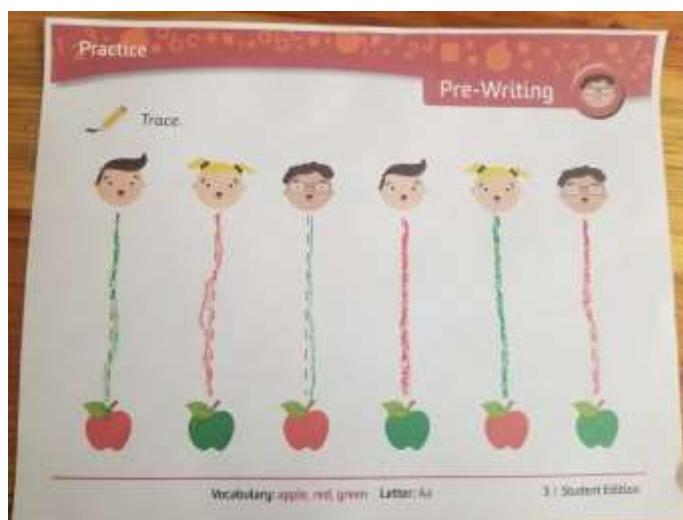 Practice
Pre-Writing
Trace.
Vocabulary: apple, red, green Letter: Aa
3 / Student Edition